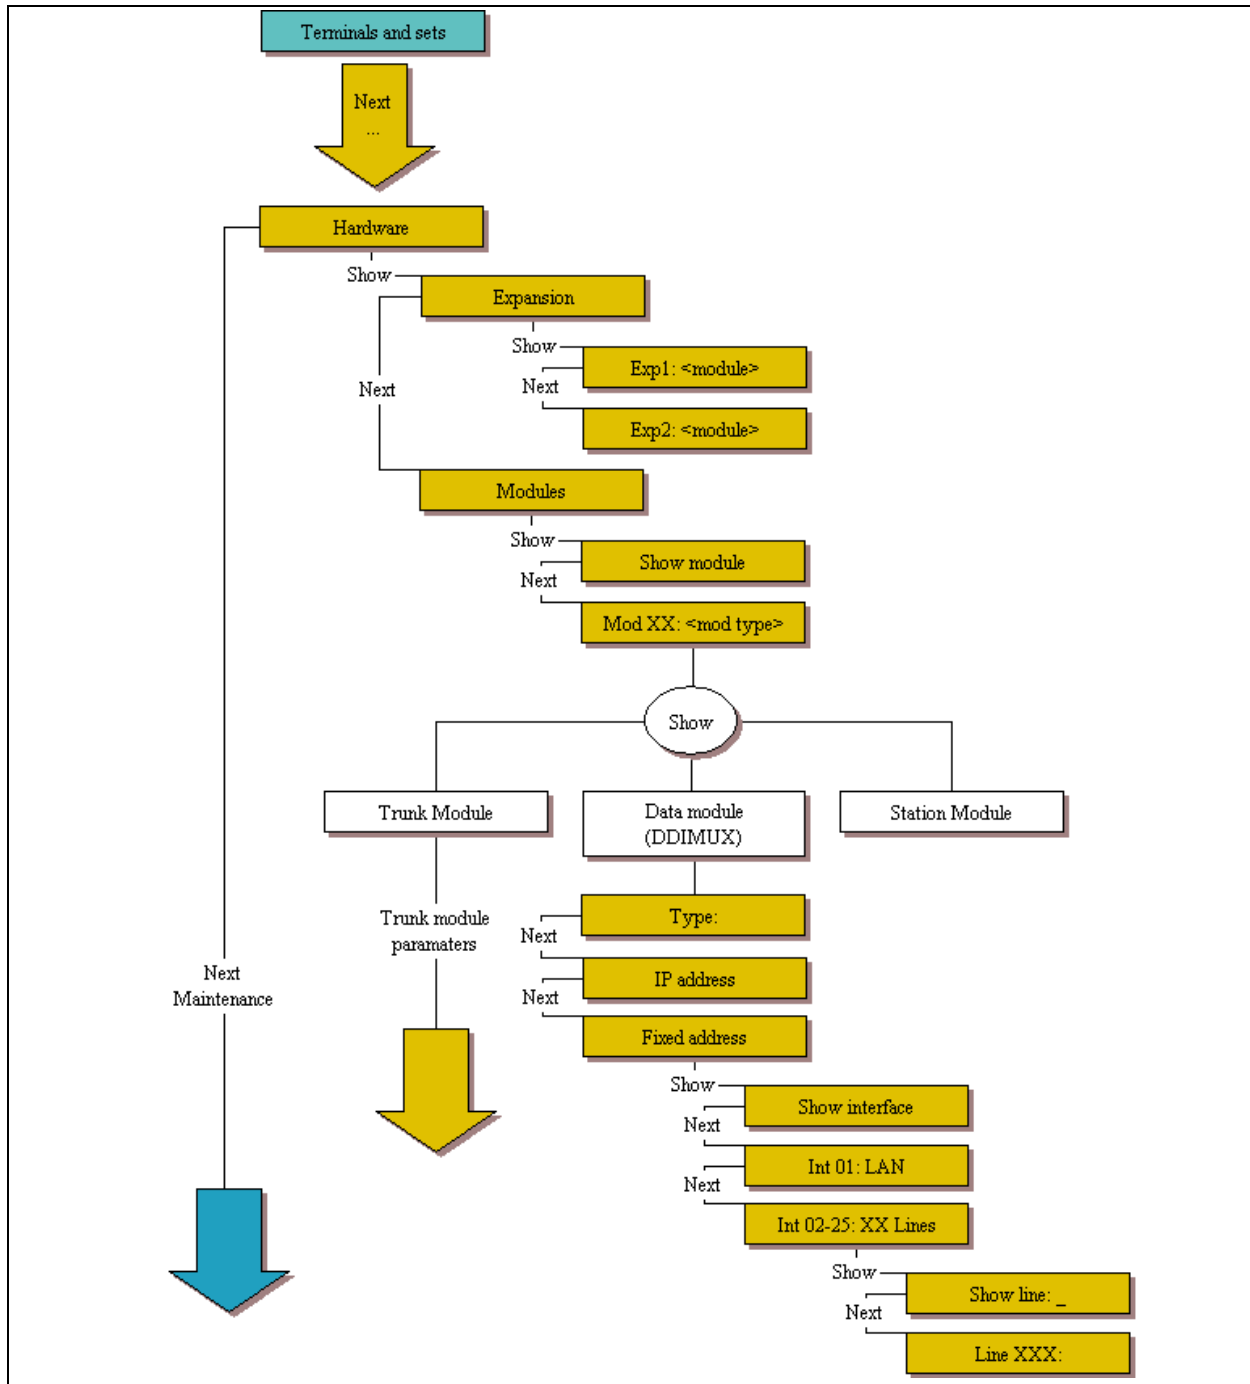 Terminals and sets
Next
...
Hardware
Show
Expansion
Show
Exp1: <module>
Next
Next
Exp2: <module>
Modules
Show
Show module
Next
Mod XX: <mod type>
Show
Trunk Module
Data module
(DDIMUX)
Station Module
Trunk module
paramaters
Type:
Next
IP address
Next
Maintenance
Next
Fixed address
Show
Show interface
Next
Int 01: LAN
Next
Int 02-25: XX Lines
Show
Show line: _
Next
Line XXX: